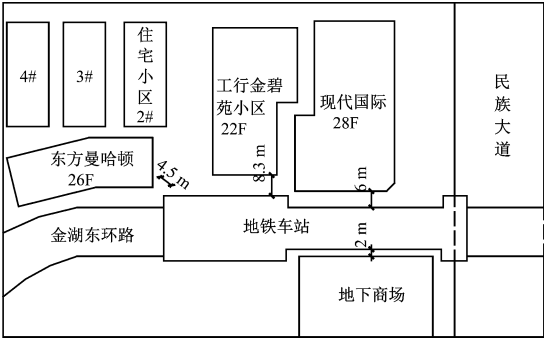 4#
3#
住宅小区
2#
工行金碧
苑小区
22F
现代国际
28F
民族大道
东方曼哈顿
26F
4.5 m
8.3 m
6 m
金湖东环路
地铁车站
2 m
地下商场